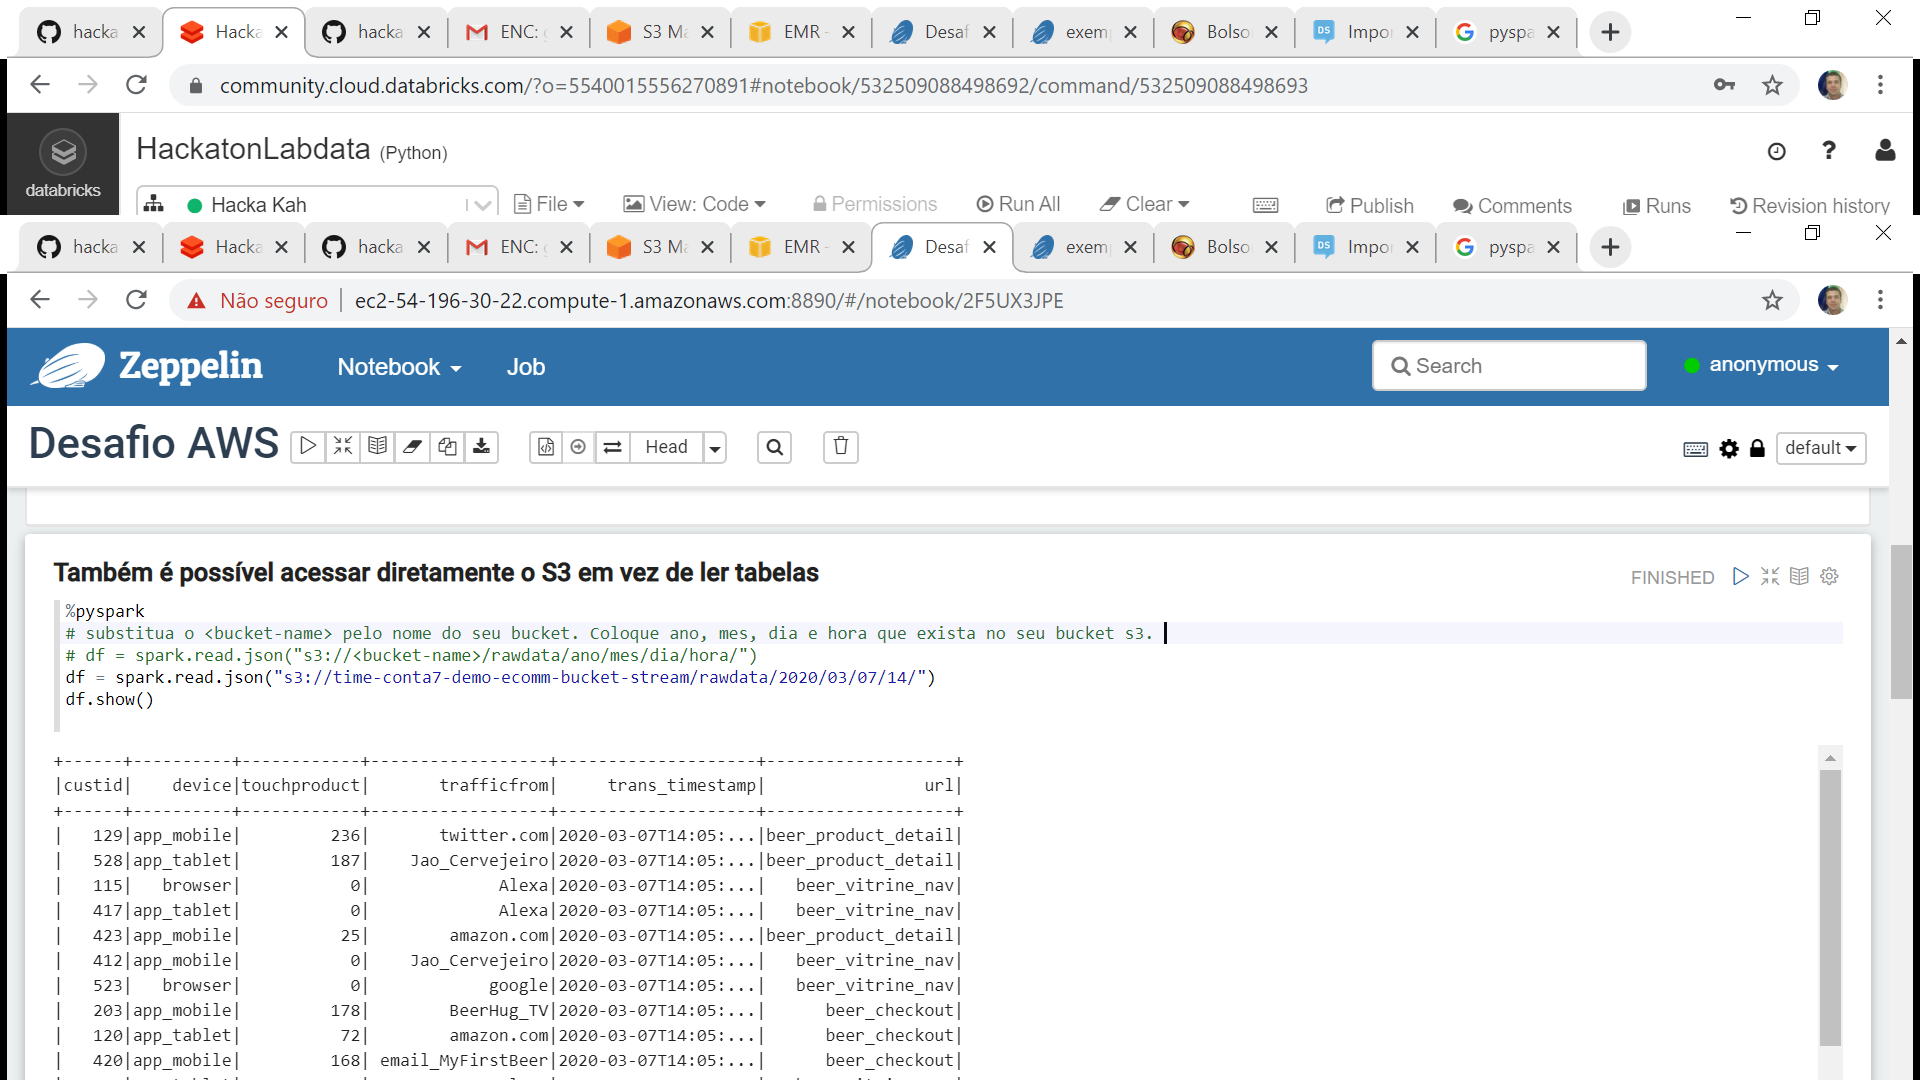 hacka Hacka hacka ENC: S3 Ma EMR - Desaf exem Bolso DS Impor pyspa
community.cloud.databricks.com/?o=5540015556270891#notebook/532509088498692/command/532509088498693
HackatonLabdata (Python)
databricks
Hacka Kah File View: Code Permissions Run All Clear Publish Comments Runs Revision history
hacka Hacka hacka ENC: S3 Ma EMR - Desaf exem Bolso DS Impor pyspa
Não seguro ec2-54-196-30-22.compute-1.amazonaws.com:8890/#/notebook/2F5UX3JPE
Zeppelin Notebook Job Search anonymous
Desafio AWS Head default
Também é possível acessar diretamente o S3 em vez de ler tabelas
FINISHED
%pyspark
# substitua o <bucket-name> pelo nome do seu bucket. Coloque ano, mes, dia e hora que exista no seu bucket s3.
# df = spark.read.json("s3://<bucket-name>/rawdata/ano/mes/dia/hora/")
df = spark.read.json("s3://time-conta7-demo-ecomm-bucket-stream/rawdata/2020/03/07/14/")
df.show()
+------+----------+------------+------------------+--------------------+-------------------+
|custid|    device|touchproduct|       trafficfrom|     trans_timestamp|                url|
+------+----------+------------+------------------+--------------------+-------------------+
|   129|app_mobile|         236|       twitter.com|2020-03-07T14:05:...|beer_product_detail|
|   528|app_tablet|         187|    Jao_Cervejeiro|2020-03-07T14:05:...|beer_product_detail|
|   115|   browser|           0|             Alexa|2020-03-07T14:05:...|   beer_vitrine_nav|
|   417|app_tablet|           0|             Alexa|2020-03-07T14:05:...|   beer_vitrine_nav|
|   423|app_mobile|          25|        amazon.com|2020-03-07T14:05:...|beer_product_detail|
|   412|app_mobile|           0|    Jao_Cervejeiro|2020-03-07T14:05:...|   beer_vitrine_nav|
|   523|   browser|           0|            google|2020-03-07T14:05:...|   beer_vitrine_nav|
|   203|app_mobile|         178|        BeerHug_TV|2020-03-07T14:05:...|      beer_checkout|
|   120|app_tablet|          72|        amazon.com|2020-03-07T14:05:...|      beer_checkout|
|   420|app_mobile|         168| email_MyFirstBeer|2020-03-07T14:05:...|      beer_checkout|